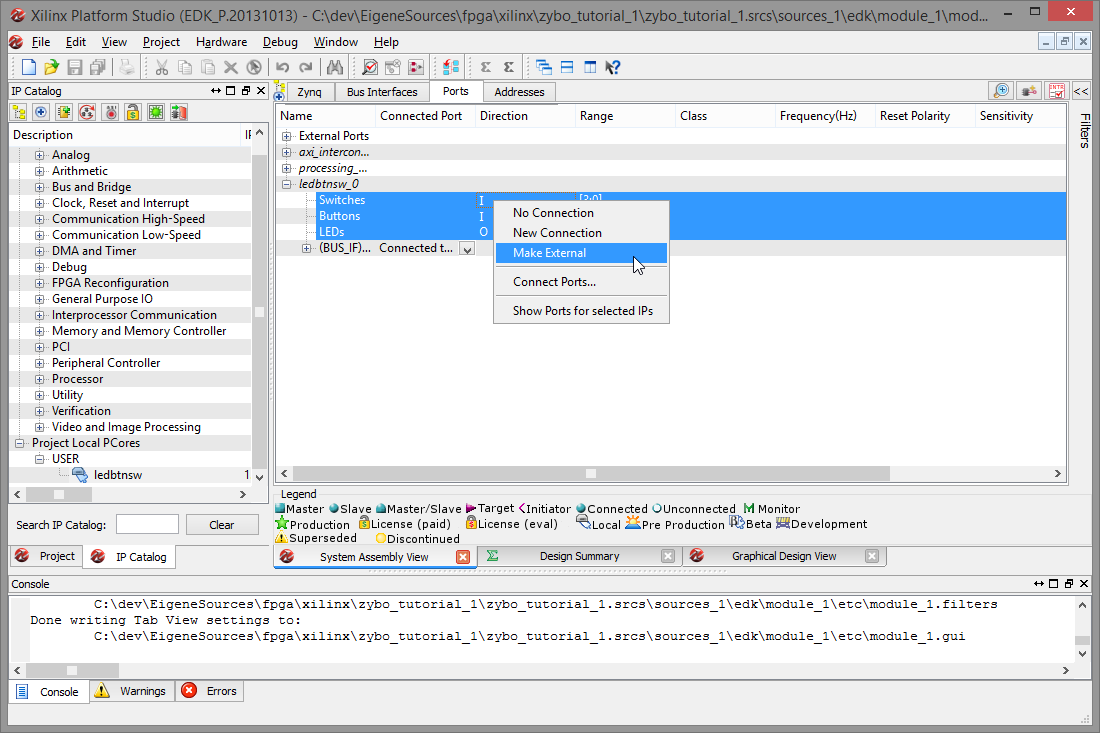 Xilinx Platform Studio (EDK_P.20131013) - C:\dev\EigeneSources\fpga\xilinx\zybo_tutorial_1\zybo_tutorial_1.srcs\sources_1\edk\module_1\mod...
File Edit View Project Hardware Debug Window Help
IP Catalog
Description IP
Analog
Arithmetic
Bus and Bridge
Clock, Reset and Interrupt
Communication High-Speed
Communication Low-Speed
DMA and Timer
Debug
FPGA Reconfiguration
General Purpose IO
Interprocessor Communication
Memory and Memory Controller
PCI
Peripheral Controller
Processor
Utility
Verification
Video and Image Processing
Project Local PCores
USER
ledbtnsw 1
Search IP Catalog: Clear
Project IP Catalog
Zynq Bus Interfaces Ports Addresses
Name Connected Port Direction Range Class Frequency(Hz) Reset Polarity Sensitivity
External Ports
axi_intercon...
processing_...
ledbtnsw_0
Switches I [3:0]
Buttons I
LEDs O
(BUS_IF)... Connected t...
No Connection
New Connection
Make External
Connect Ports...
Show Ports for selected IPs
<<
Filters
Legend
Master Slave Master/Slave Target Initiator Connected Unconnected M Monitor
Production License (paid) License (eval) Local Pre Production Beta Development
Superseded Discontinued
System Assembly View Design Summary Graphical Design View
Console
C:\dev\EigeneSources\fpga\xilinx\zybo_tutorial_1\zybo_tutorial_1.srcs\sources_1\edk\module_1\etc\module_1.filters
Done writing Tab View settings to:
C:\dev\EigeneSources\fpga\xilinx\zybo_tutorial_1\zybo_tutorial_1.srcs\sources_1\edk\module_1\etc\module_1.gui
Console Warnings Errors